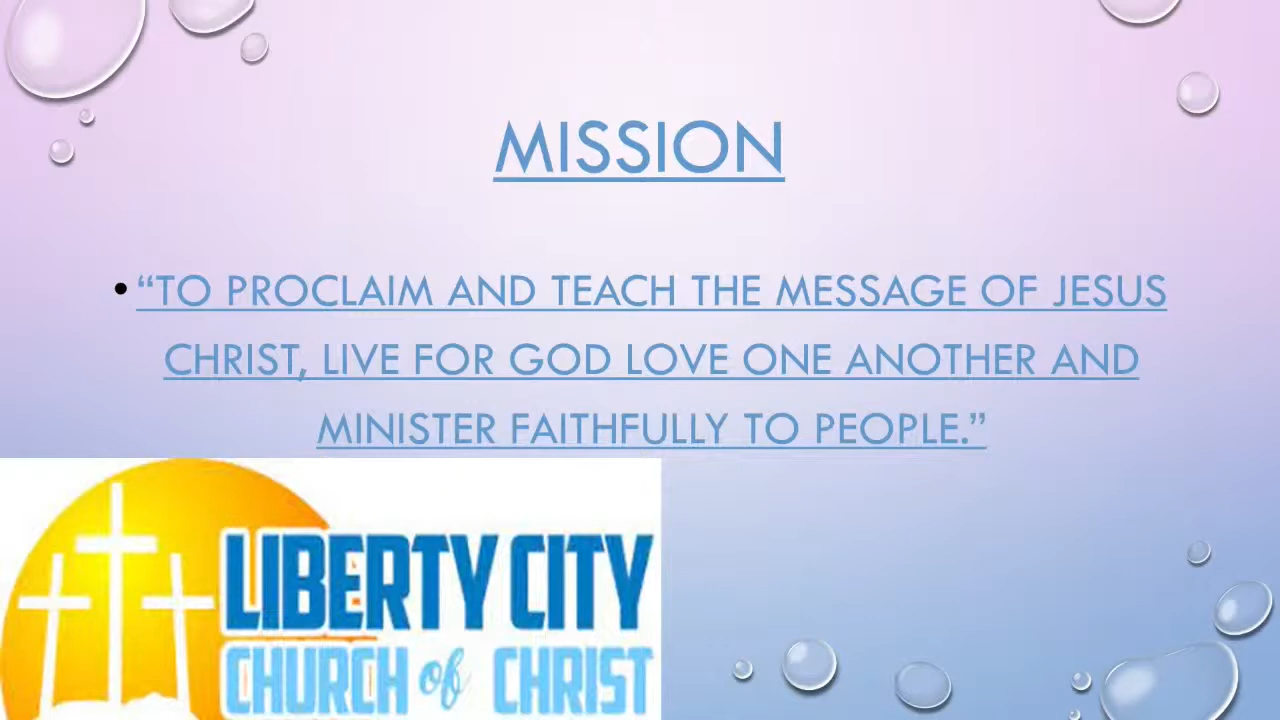 MISSION
• “TO PROCLAIM AND TEACH THE MESSAGE OF JESUS
CHRIST, LIVE FOR GOD LOVE ONE ANOTHER AND
MINISTER FAITHFULLY TO PEOPLE.”
LIBERTY CITY
CHURCH of CHRIST